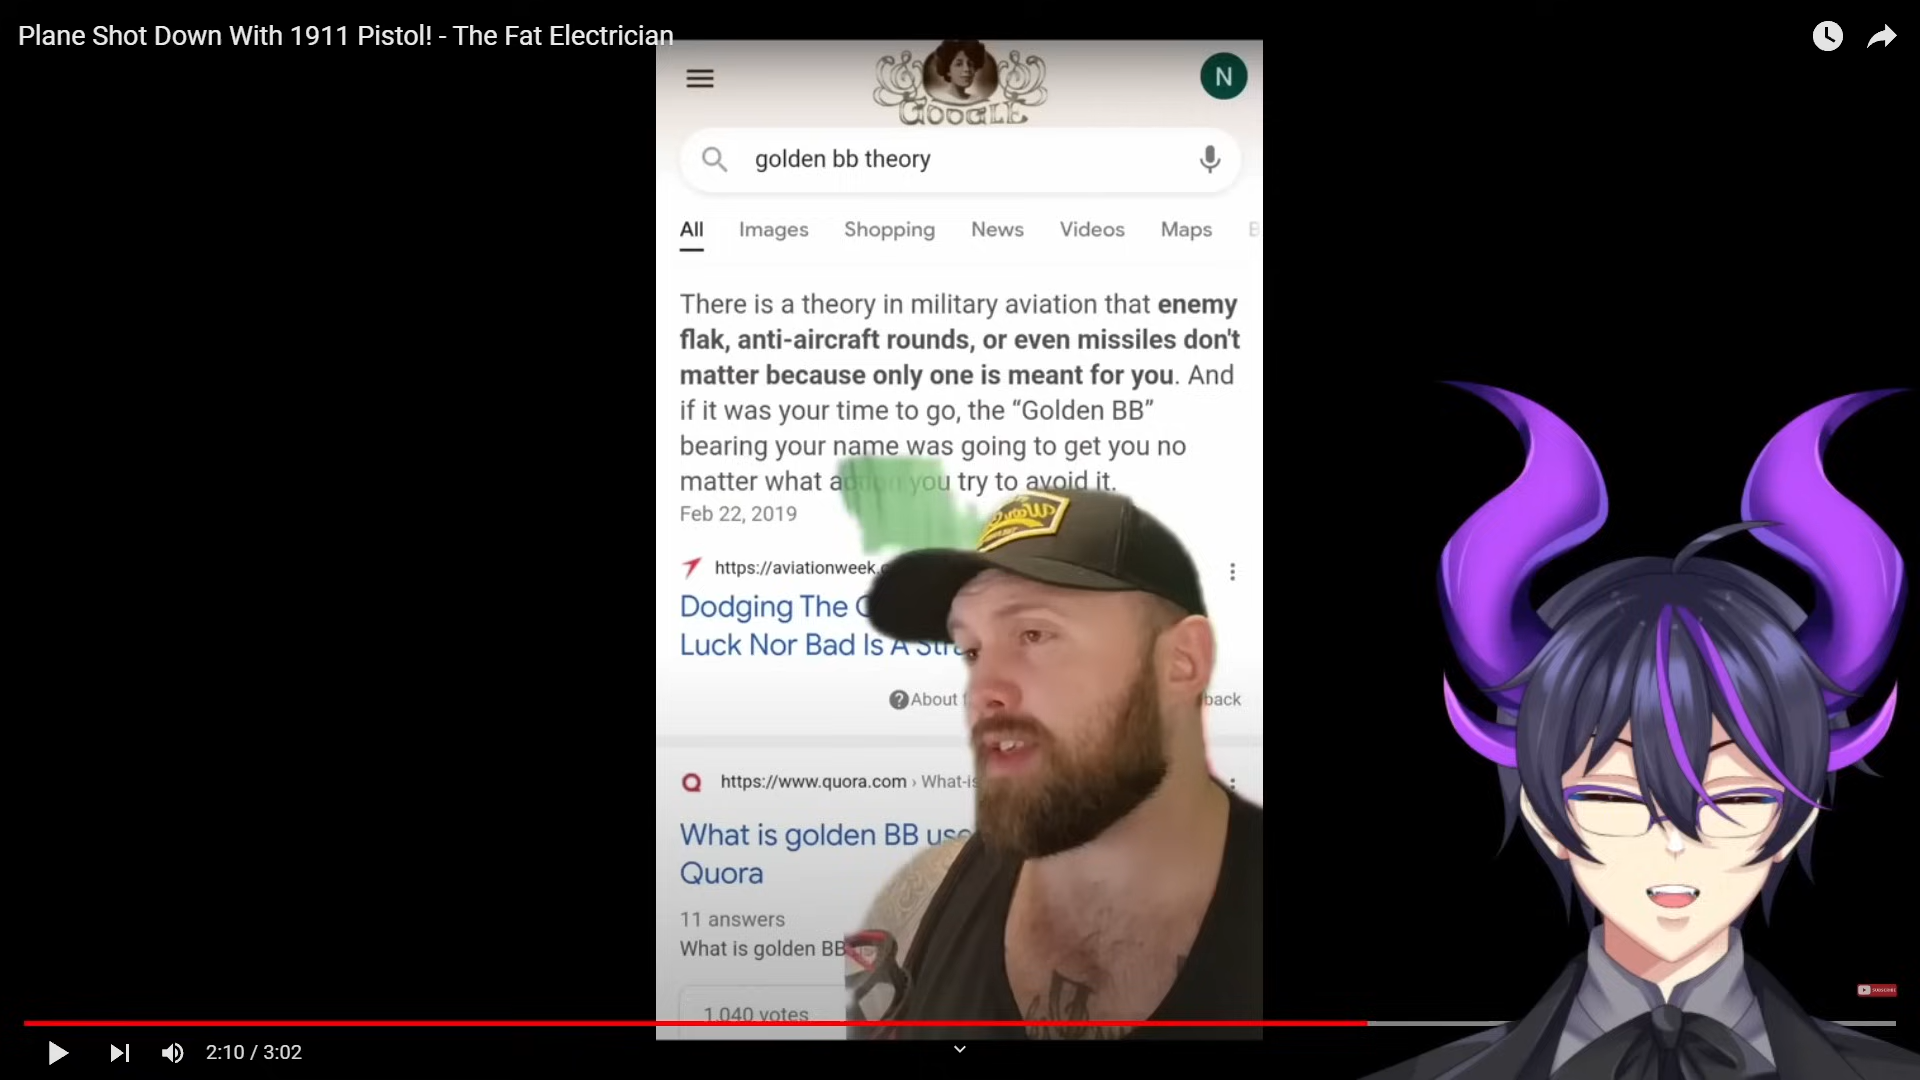 Plane Shot Down With 1911 Pistol! - The Fat Electrician
GOOGLE
N
golden bb theory
All Images Shopping News Videos Maps B
There is a theory in military aviation that enemy
flak, anti-aircraft rounds, or even missiles don't
matter because only one is meant for you. And
if it was your time to go, the “Golden BB”
bearing your name was going to get you no
matter what you try to avoid it.
Feb 22, 2019
https://aviationweek.
Dodging The
Luck Nor Bad Is A
About
back
https://www.quora.com › What-is
What is golden BB
Quora
11 answers
What is golden BB
1,040 votes
SUBSCRIBE
2:10 / 3:02